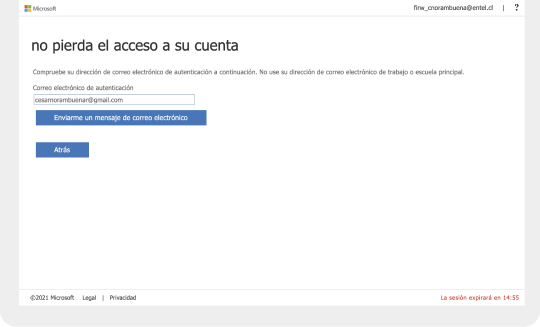 Microsoft
firw_cnorambuena@entel.cl | ?
no pierda el acceso a su cuenta
Compruebe su dirección de correo electrónico de autenticación a continuación. No use su dirección de correo electrónico de trabajo o escuela principal.
Correo electrónico de autenticación
cesarnorambuenar@gmail.com
Enviarme un mensaje de correo electrónico
Atrás
©2021 Microsoft Legal | Privacidad
La sesión expirará en 14:55